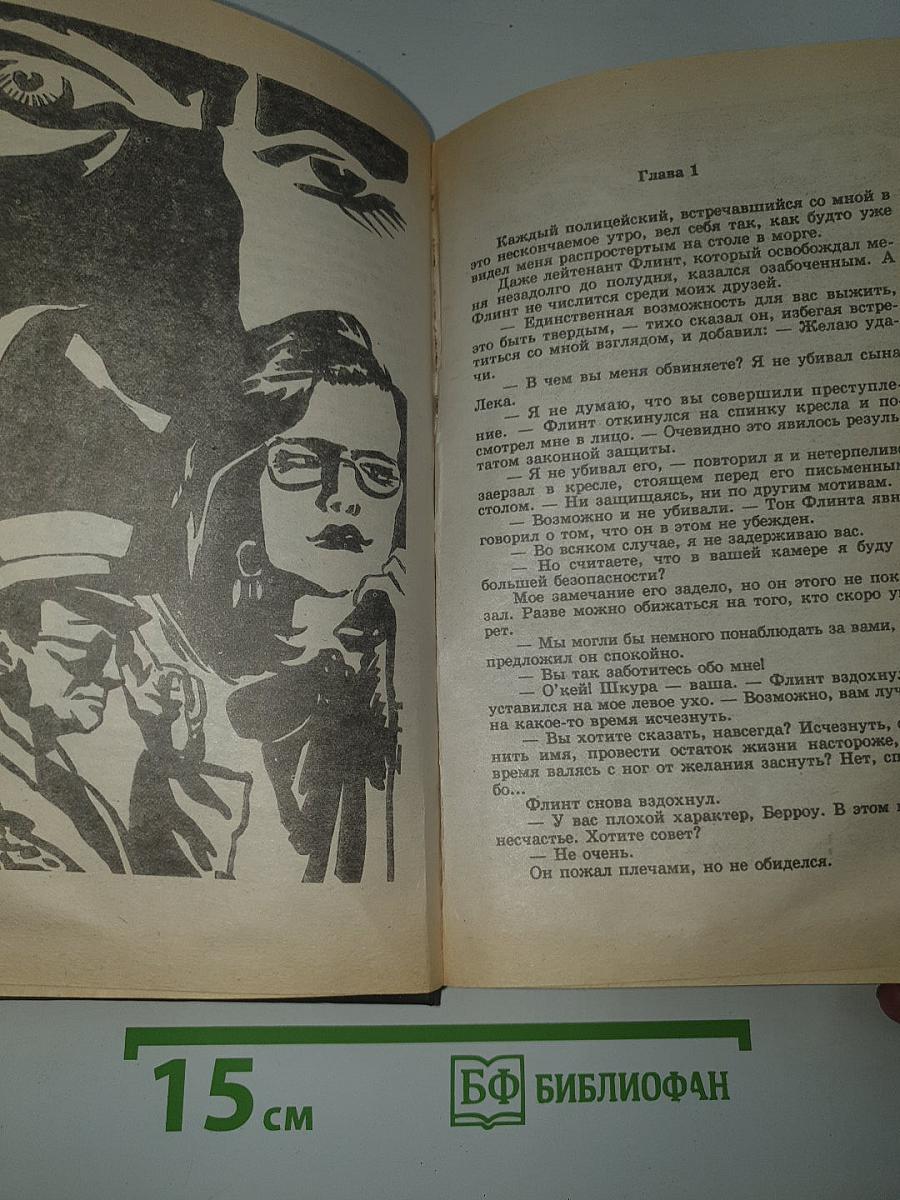 Глава 1
Каждый полицейский, встречавшийся со мной в
это нескончаемое утро, вел себя так, как будто уже
видел меня распростертым на столе в морге.
Даже лейтенант Флинт, который освобождал ме-
ня незадолго до полудня, казался озабоченным. А
Флинт не числится среди моих друзей.
— Единственная возможность для вас выжить,
это быть твердым, — тихо сказал он, избегая встре-
титься со мной взглядом, и добавил: — Желаю уда-
чи.
— В чем вы меня обвиняете? Я не убивал сына
Лека.
— Я не думаю, что вы совершили преступле-
ние. — Флинт откинулся на спинку кресла и по-
смотрел мне в лицо. — Очевидно это явилось резуль-
татом законной защиты.
— Я не убивал его, — повторил я и нетерпеливо
заерзал в кресле, стоящем перед его письменным
столом. — Ни защищаясь, ни по другим мотивам.
— Возможно и не убивали. — Тон Флинта явн
говорил о том, что он в этом не убежден.
— Во всяком случае, я не задерживаю вас.
— Но считаете, что в вашей камере я буду
большей безопасности?
Мое замечание его задело, но он этого не пок
зал. Разве можно обижаться на того, кто скоро у
рет.
— Мы могли бы немного понаблюдать за вами,
предложил он спокойно.
— Вы так заботитесь обо мне!
— О'кей! Шкура — ваша. — Флинт вздохнул
уставился на мое левое ухо. — Возможно, вам луч
на какое-то время исчезнуть.
— Вы хотите сказать, навсегда? Исчезнуть,
нить имя, провести остаток жизни настороже,
время валясь с ног от желания заснуть? Нет, сп
бо...
Флинт снова вздохнул.
— У вас плохой характер, Берроу. В этом
несчастье. Хотите совет?
— Не очень.
Он пожал плечами, но не обиделся.
15 см
БФ БИБЛИОФАН